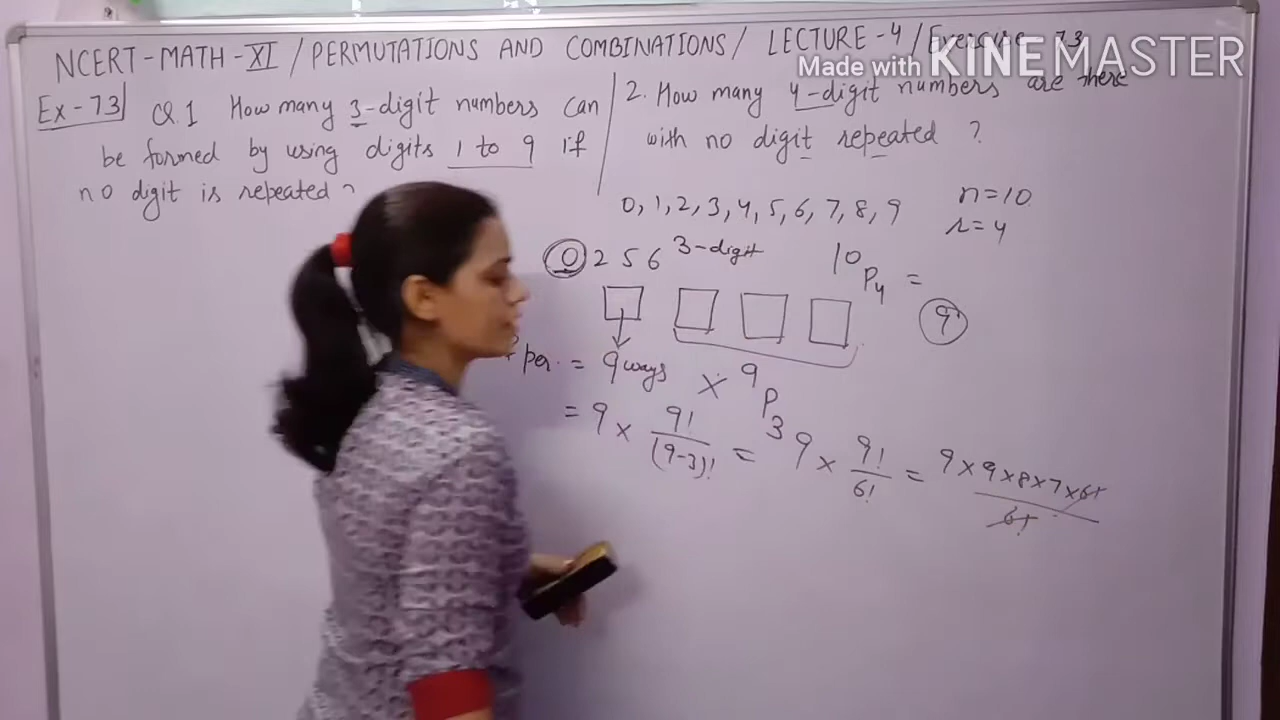 NCERT-MATH-XI / PERMUTATIONS AND COMBINATIONS / LECTURE-4 / Exercise 7.3
Made with KINEMASTER
Ex-7.3 Q.1 How many 3-digit numbers can
be formed by using digits 1 to 9 if
no digit is repeated?
2. How many 4-digit numbers are there
with no digit repeated ?
0, 1, 2, 3, 4, 5, 6, 7, 8, 9
n=10
r=4
0 2 5 6 3-digit
10P4 =
9
per. = 9 ways × 9P3
= 9 × 9!/(9-3)! = 9 × 9!/6! = 9×9×8×7×6!/6!